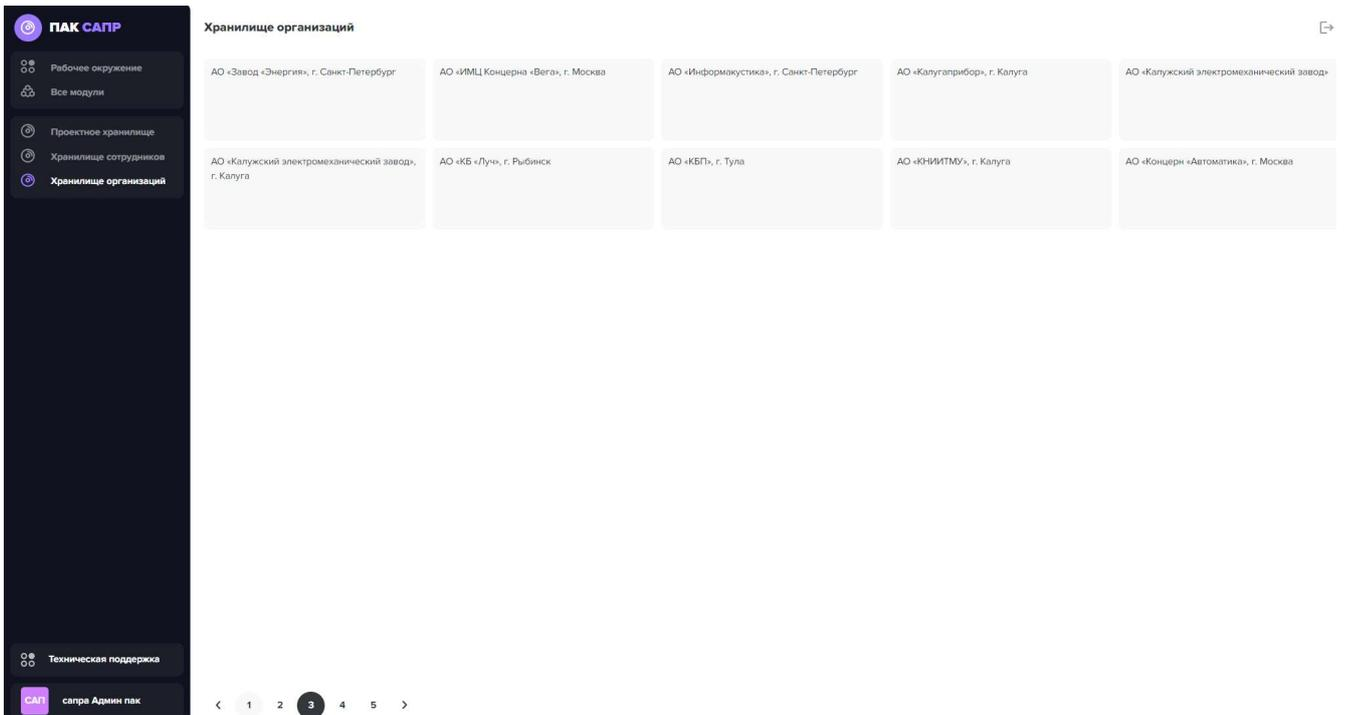 ПАК САПР
Рабочее окружение
Все модули
Проектное хранилище
Хранилище сотрудников
Хранилище организаций
Техническая поддержка
САП
сапра Админ пак
Хранилище организаций
АО «Завод «Энергия», г. Санкт-Петербург
АО «ИМЦ Концерна «Вега», г. Москва
АО «Информакустика», г. Санкт-Петербург
АО «Калугаприбор», г. Калуга
АО «Калужский электромеханический завод»
АО «Калужский электромеханический завод»,
г. Калуга
АО «КБ «Луч», г. Рыбинск
АО «КБП», г. Тула
АО «КНИИТМУ», г. Калуга
АО «Концерн «Автоматика», г. Москва
1 2 3 4 5